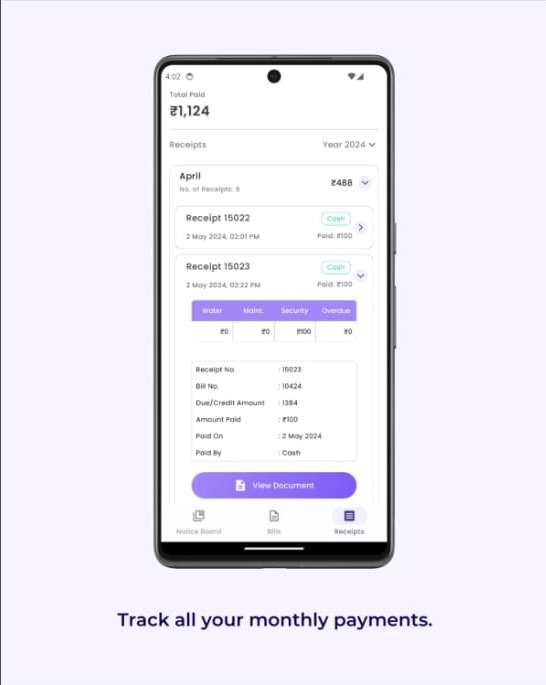 4:02
Total Paid
₹1,124
Receipts Year 2024
April ₹488
No. of Receipts: 8
Receipt 15022 Cash
2 May 2024, 02:01 PM Paid: ₹100
Receipt 15023 Cash
2 May 2024, 02:22 PM Paid: ₹100
Water Maint. Security Overdue
₹0 ₹0 ₹100 ₹0
Receipt No. : 15023
Bill No. : 10424
Due/Credit Amount : 1384
Amount Paid : ₹100
Paid On : 2 May 2024
Paid By : Cash
View Document
Notice Board Bills Receipts
Track all your monthly payments.